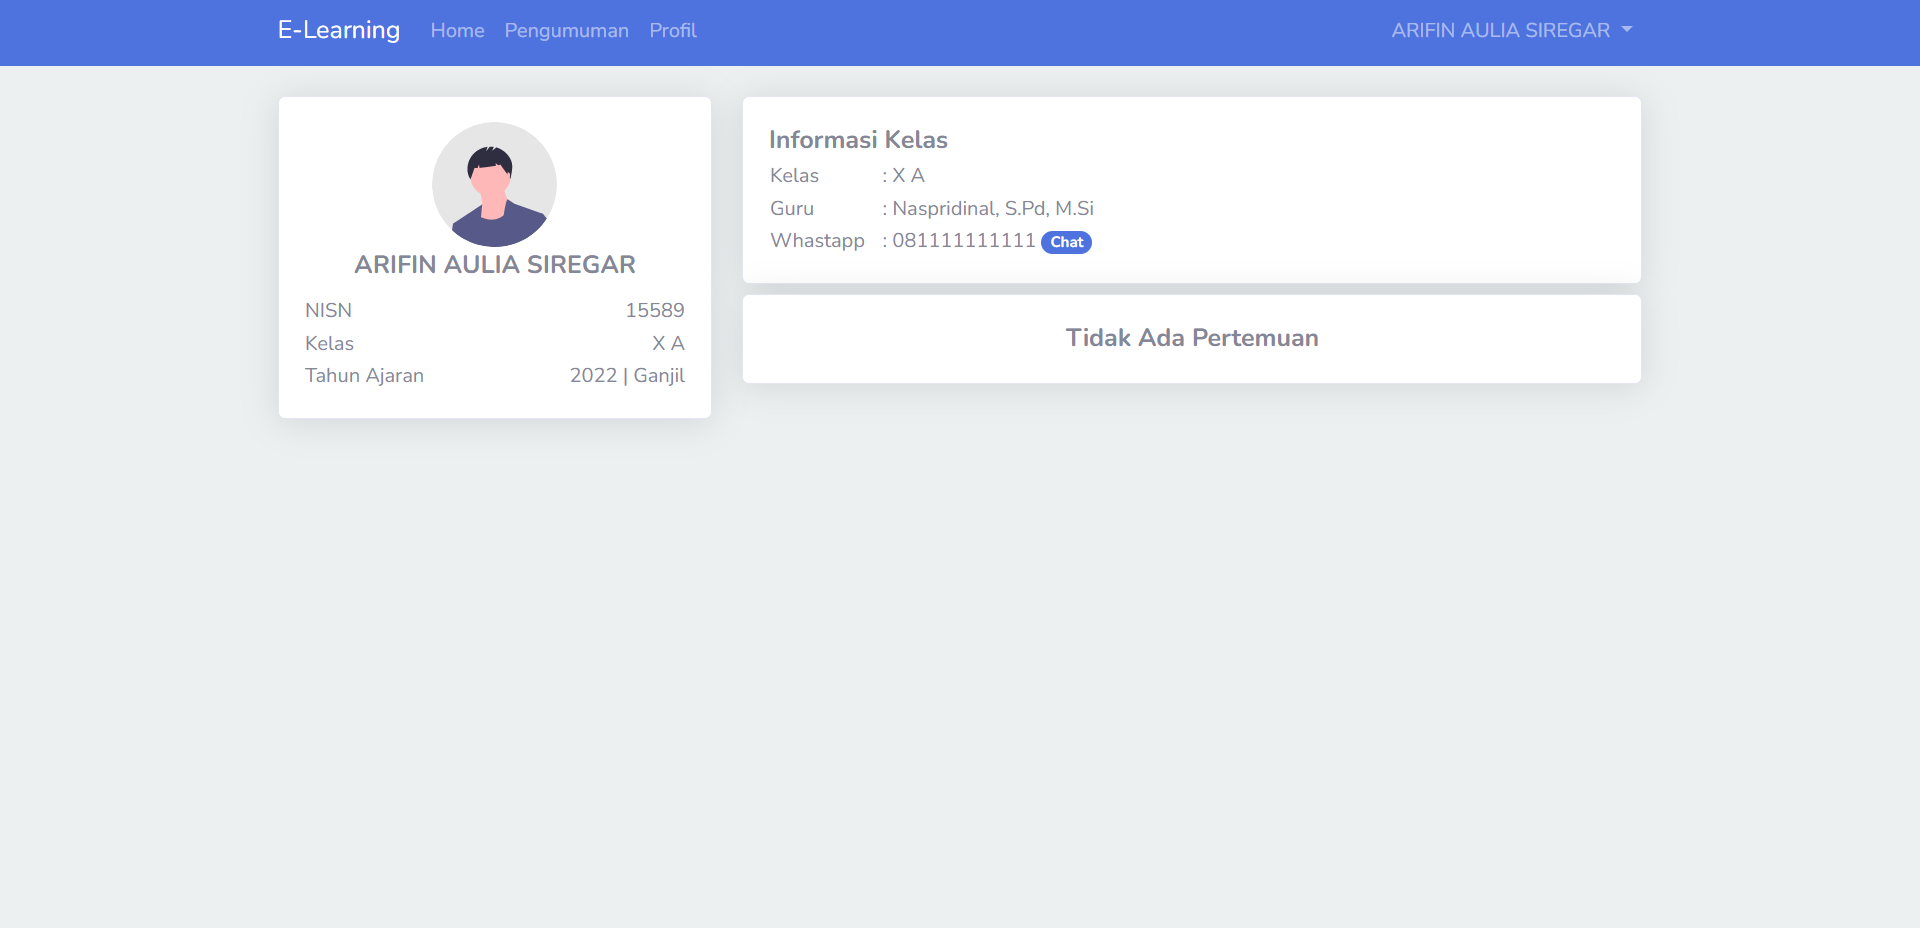 E-Learning Home Pengumuman Profil ARIFIN AULIA SIREGAR
ARIFIN AULIA SIREGAR
NISN 15589
Kelas X A
Tahun Ajaran 2022 | Ganjil
Informasi Kelas
Kelas : X A
Guru : Naspridinal, S.Pd, M.Si
Whastapp : 081111111111 Chat
Tidak Ada Pertemuan